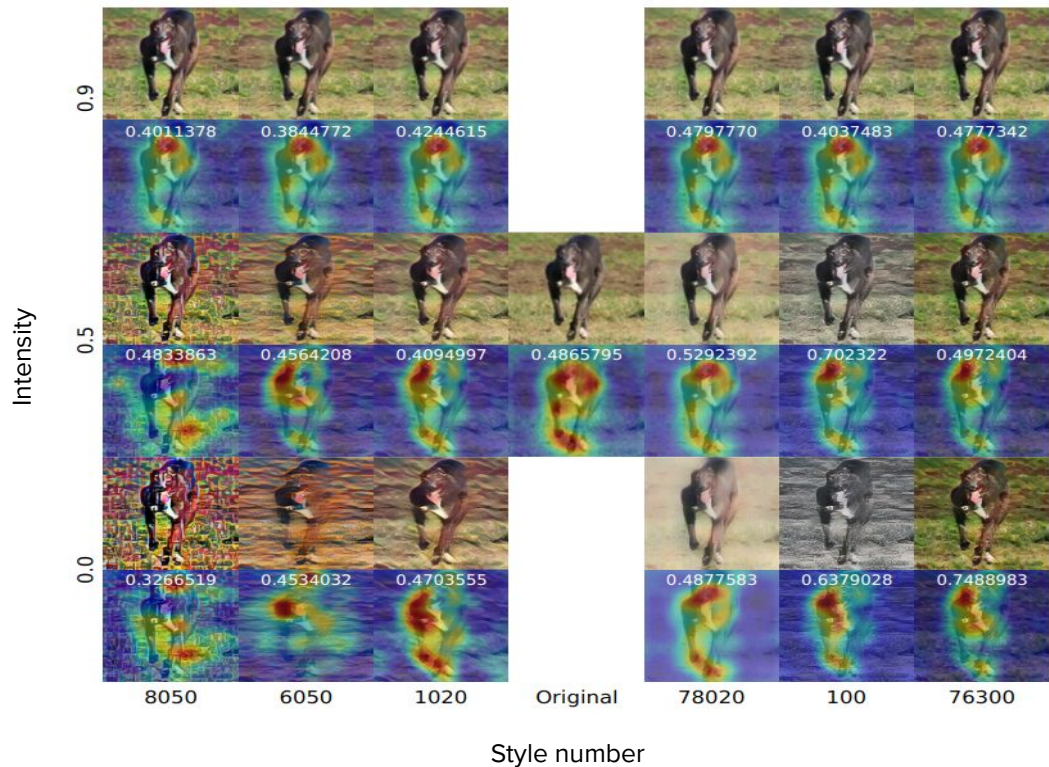 0.9
0.4011378 0.3844772 0.4244615 0.4797770 0.4037483 0.4777342
Intensity
0.5
0.4833863 0.4564208 0.4094997 0.4865795 0.5292392 0.702322 0.4972404
0.0
0.3266519 0.4534032 0.4703555 0.4877583 0.6379028 0.7488983
8050 6050 1020 Original 78020 100 76300
Style number